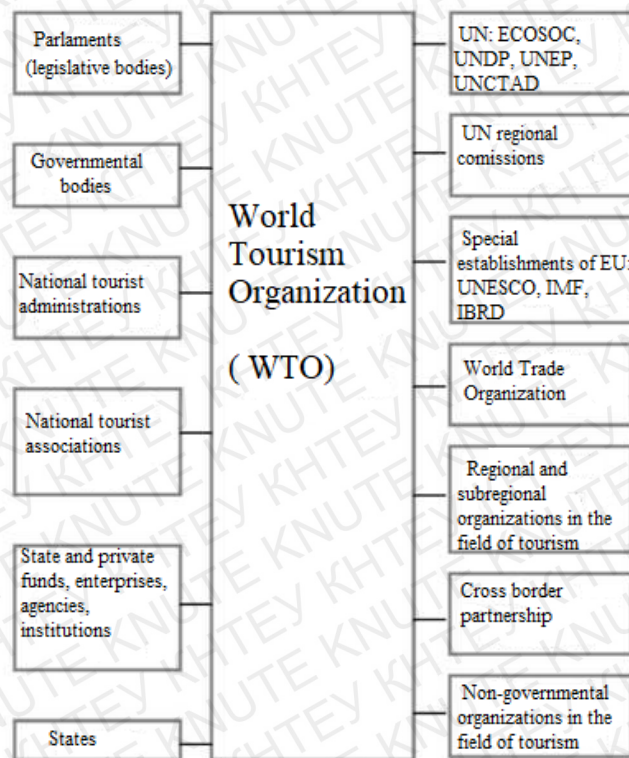 Parlaments
(legislative bodies)
Governmental
bodies
National tourist
administrations
National tourist
associations
State and private
funds, enterprises,
agencies,
institutions
States
World
Tourism
Organization
( WTO)
UN: ECOSOC,
UNDP, UNEP,
UNCTAD
UN regional
comissions
Special
establishments of EU:
UNESCO, IMF,
IBRD
World Trade
Organization
Regional and
subregional
organizations in the
field of tourism
Cross border
partnership
Non-governmental
organizations in the
field of tourism
КНТЕУ KNUTE